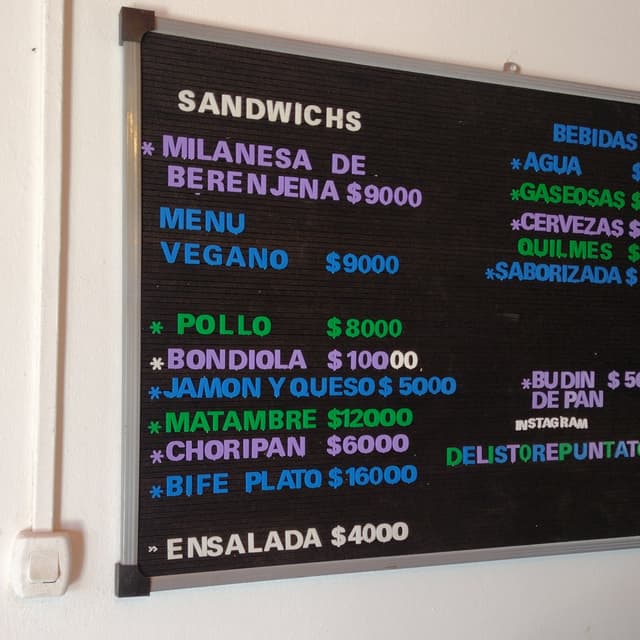 SANDWICHS
* MILANESA DE
BERENJENA $9000
MENU
VEGANO $9000
* POLLO $8000
* BONDIOLA $10000
* JAMON Y QUESO $ 5000
* MATAMBRE $12000
* CHORIPAN $6000
* BIFE PLATO $16000
» ENSALADA $4000
BEBIDAS
* AGUA $
* GASEOSAS $
* CERVEZAS $
QUILMES $
* SABORIZADA $
* BUDIN $ 50
DE PAN
INSTAGRAM